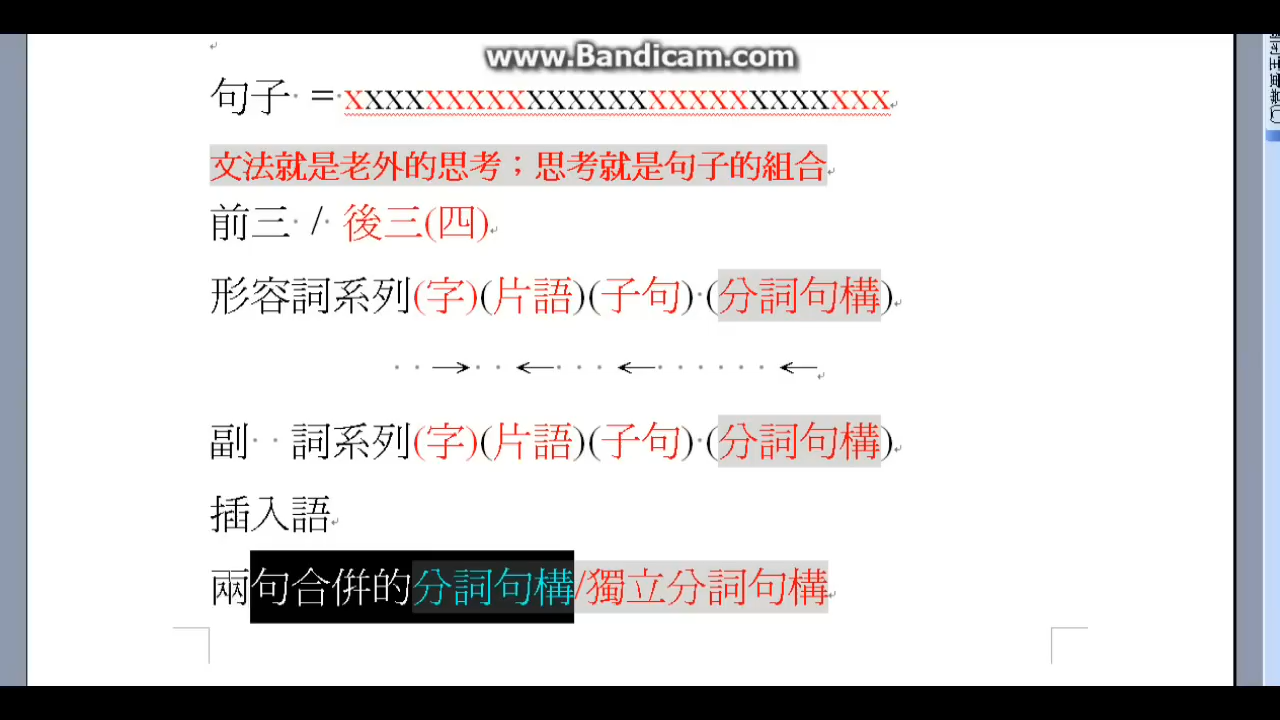 www.Bandicam.com
句子 = XXXXXXXXXXXXXXXXXXXXXXXXXXX
文法就是老外的思考；思考就是句子的組合
前三 / 後三(四)
形容詞系列(字)(片語)(子句) (分詞句構)
→ ← ← ←
副 詞系列(字)(片語)(子句) (分詞句構)
插入語
兩句合併的分詞句構/獨立分詞句構